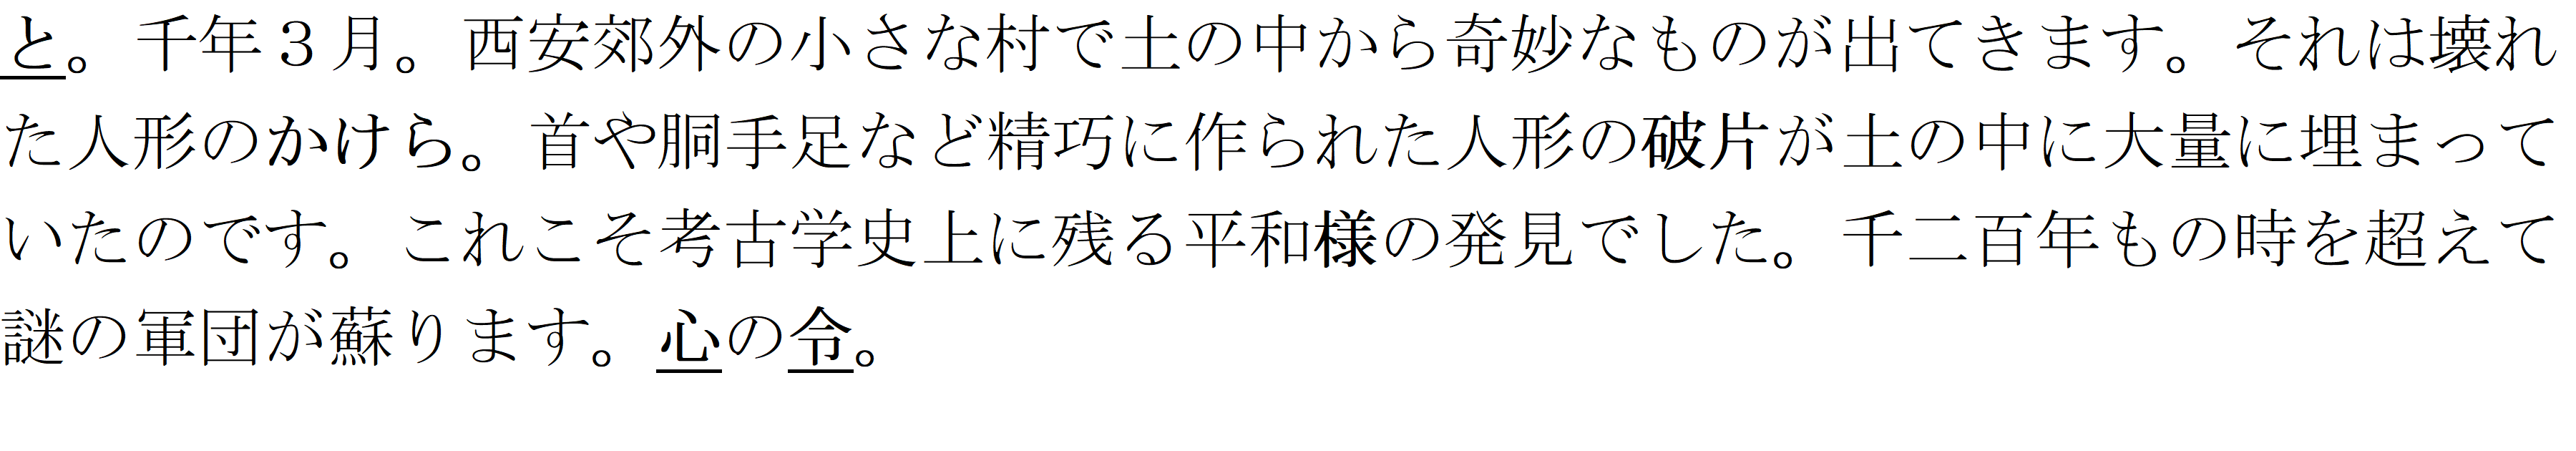 と。千年３月。西安郊外の小さな村で土の中から奇妙なものが出てきます。それは壊れ
た人形のかけら。首や胴手足など精巧に作られた人形の破片が土の中に大量に埋まって
いたのです。これこそ考古学史上に残る平和様の発見でした。千二百年もの時を超えて
謎の軍団が蘇ります。心の令。